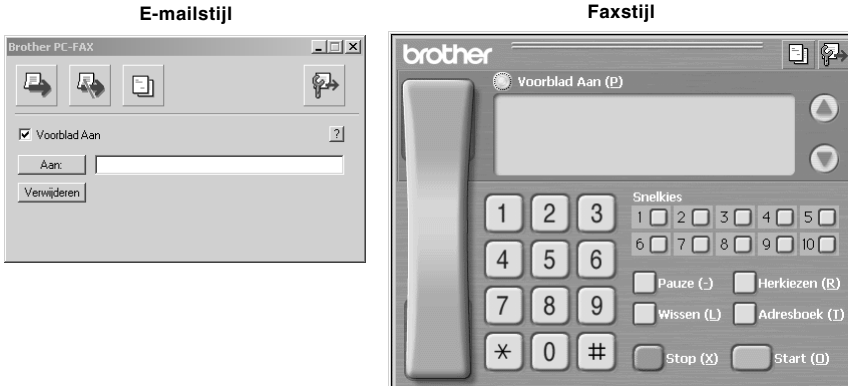 E-mailstijl
Faxstijl
Brother PC-FAX
Voorblad Aan
?
Aan:
Verwijderen
brother
Voorblad Aan (P)
Snelkies
1 2 3 4 5
6 7 8 9 10
1 2 3
4 5 6
7 8 9
* 0 #
Pauze (-) Herkiezen (R)
Wissen (L) Adresboek (T)
Stop (X) Start (O)